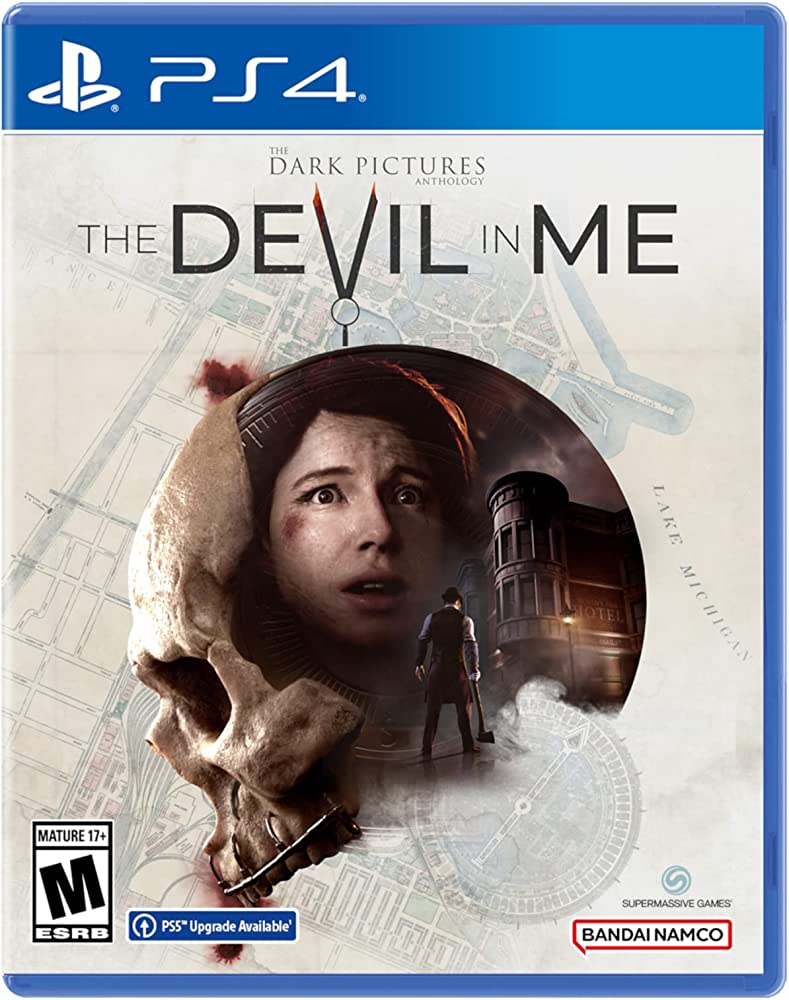 PS4
THE
DARK PICTURES
ANTHOLOGY
THE DEVIL IN ME
LAKE MICHIGAN
HOTEL
MATURE 17+
M
ESRB
PS5™ Upgrade Available¹
SUPERMASSIVE GAMES
BANDAI NAMCO